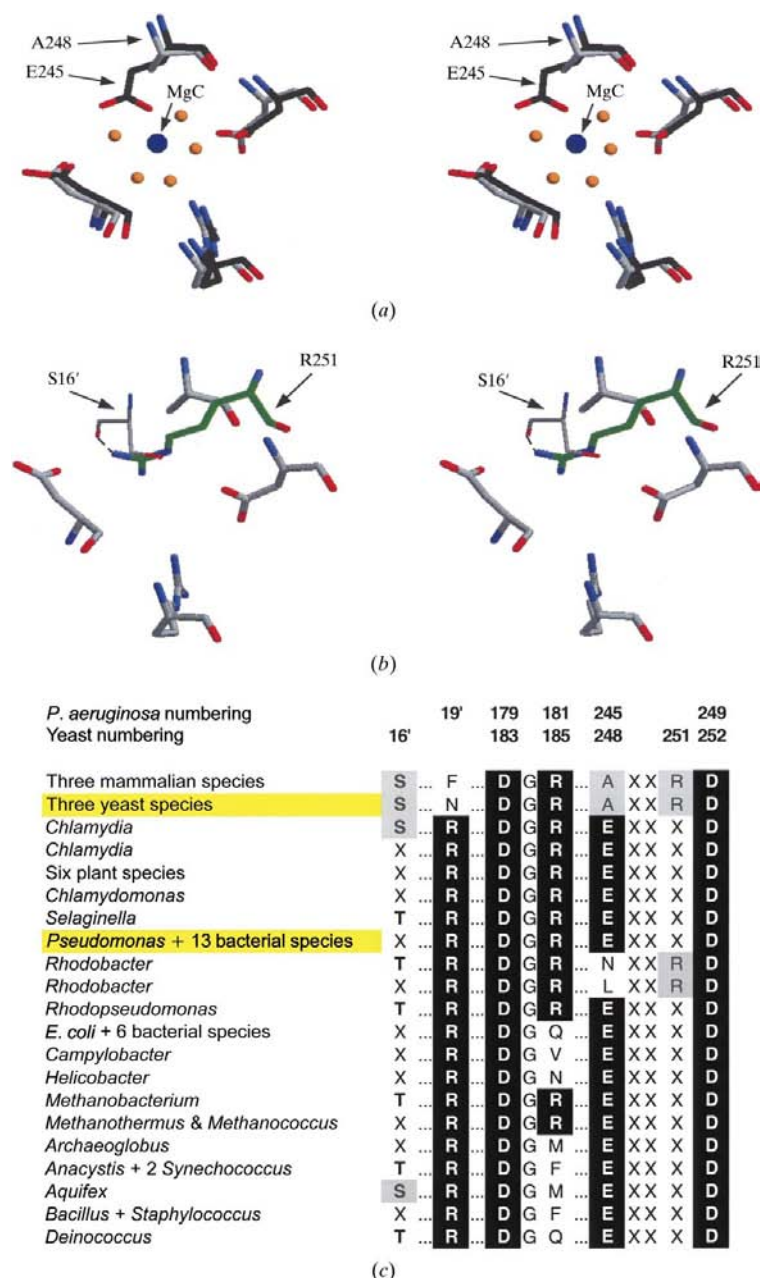 A248 A248
E245 E245
MgC MgC
(a)
R251 R251
S16′ S16′
(b)
P. aeruginosa numbering 19' 179 181 245 249
Yeast numbering 16' 183 185 248 251 252
Three mammalian species S ... F ... D G R ... A X X R D
Three yeast species S ... N ... D G R ... A X X R D
Chlamydia S ... R ... D G R ... E X X X D
Chlamydia X ... R ... D G R ... E X X X D
Six plant species X ... R ... D G R ... E X X X D
Chlamydomonas X ... R ... D G R ... E X X X D
Selaginella T ... R ... D G R ... E X X X D
Pseudomonas + 13 bacterial species X ... R ... D G R ... E X X X D
Rhodobacter T ... R ... D G R ... N X X R D
Rhodobacter X ... R ... D G R ... L X X R D
Rhodopseudomonas T ... R ... D G R ... E X X X D
E. coli + 6 bacterial species X ... R ... D G Q ... E X X X D
Campylobacter X ... R ... D G V ... E X X X D
Helicobacter X ... R ... D G N ... E X X X D
Methanobacterium T ... R ... D G R ... E X X X D
Methanothermus & Methanococcus X ... R ... D G R ... E X X X D
Archaeoglobus X ... R ... D G M ... E X X X D
Anacystis + 2 Synechococcus T ... R ... D G F ... E X X X D
Aquifex S ... R ... D G M ... E X X X D
Bacillus + Staphylococcus X ... R ... D G F ... E X X X D
Deinococcus T ... R ... D G Q ... E X X X D
(c)